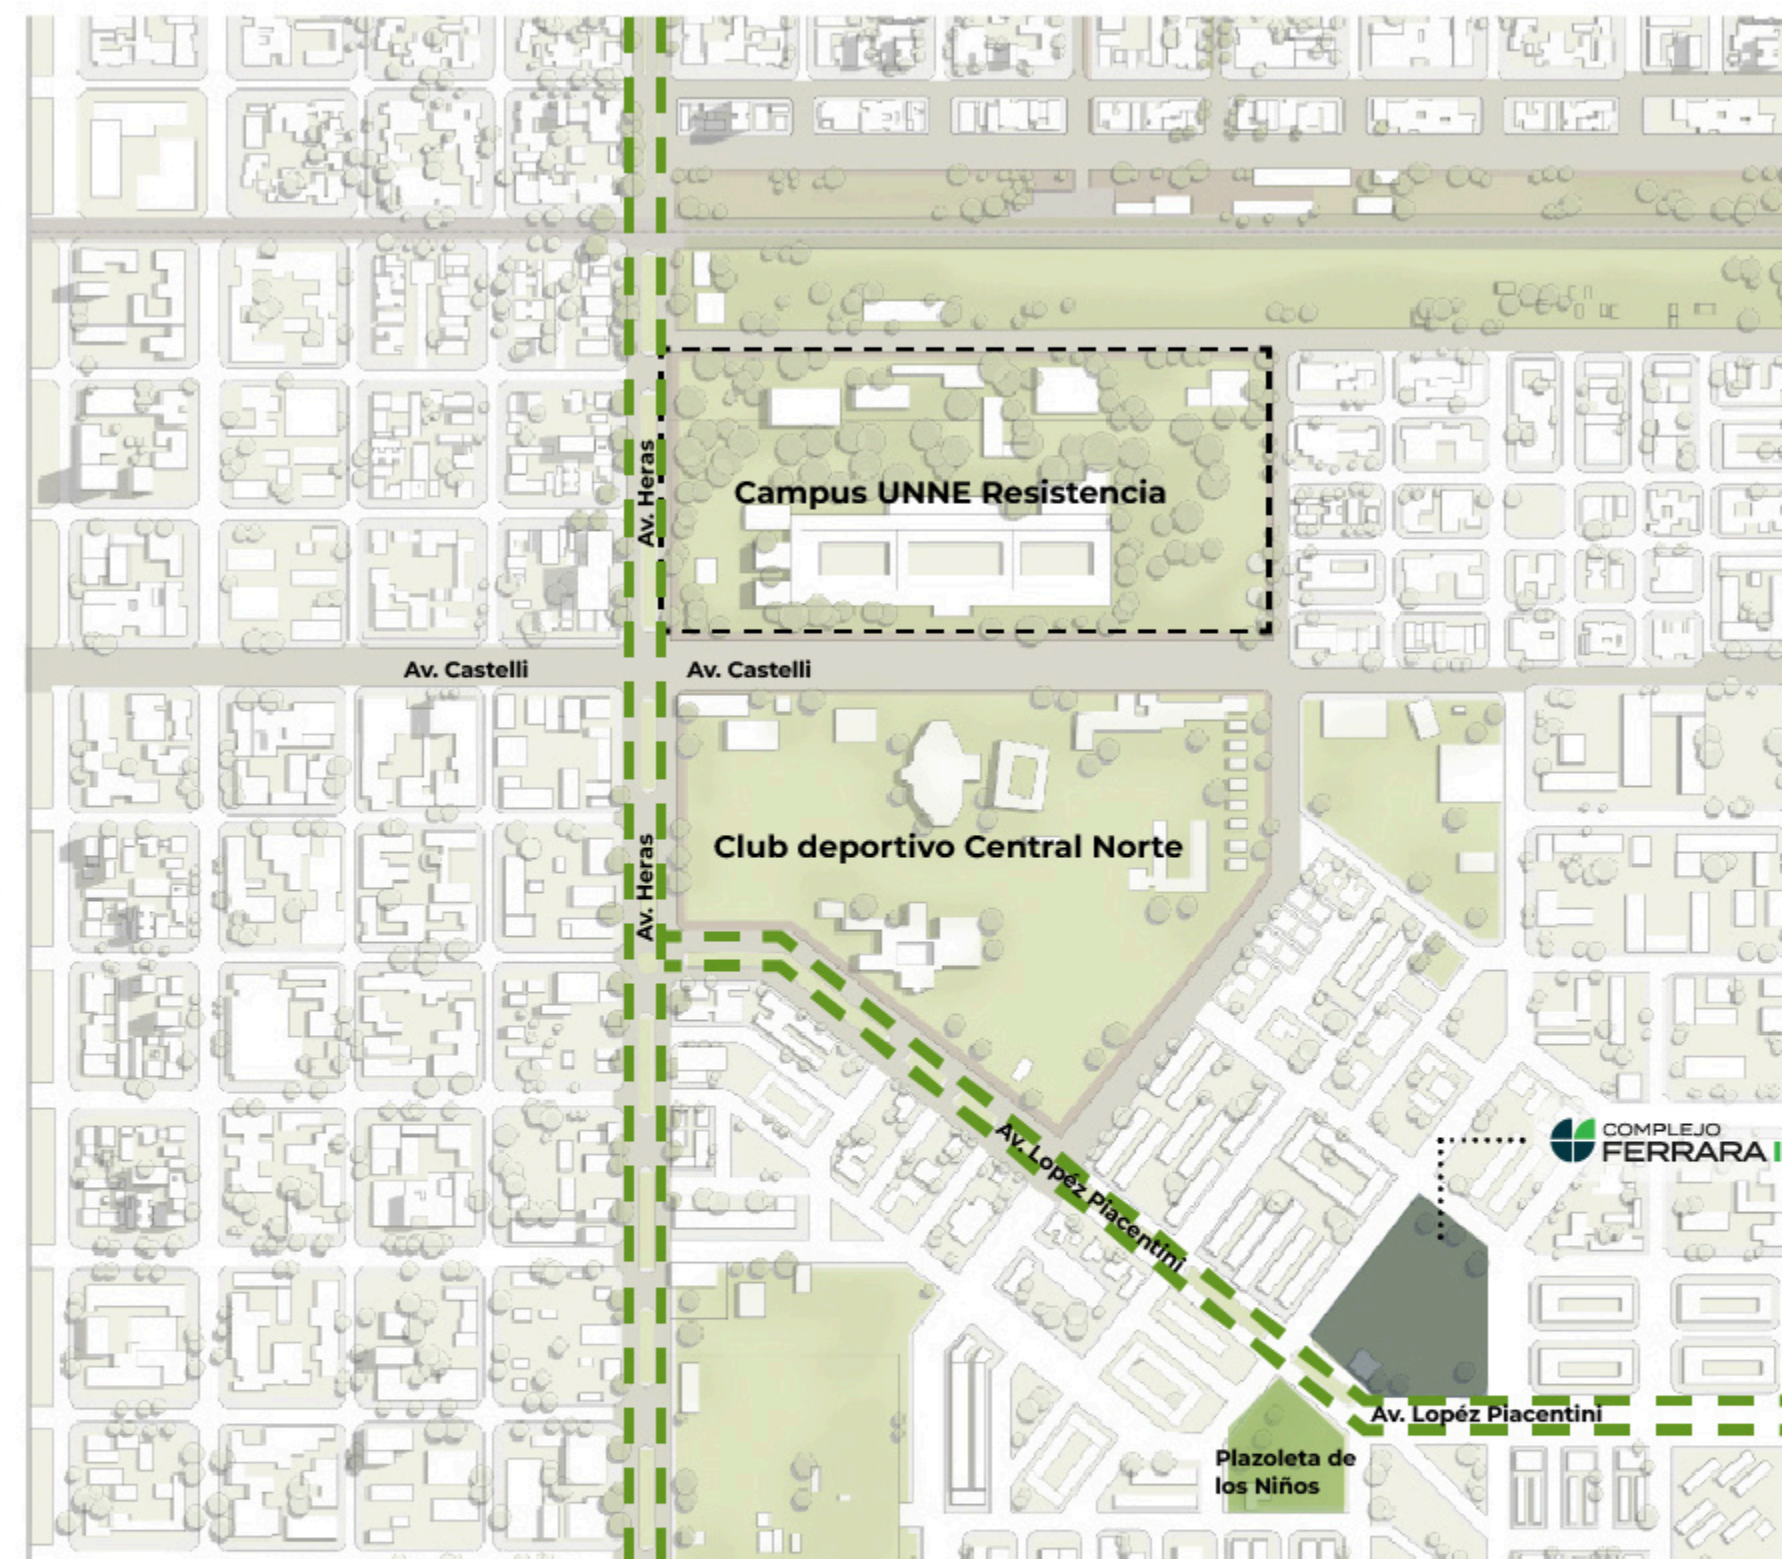 Av. Heras
Campus UNNE Resistencia
Av. Castelli
Av. Castelli
Av. Heras
Club deportivo Central Norte
Av. Lopéz Piacentini
COMPLEJO
FERRARA I
Av. Lopéz Piacentini
Plazoleta de
los Niños